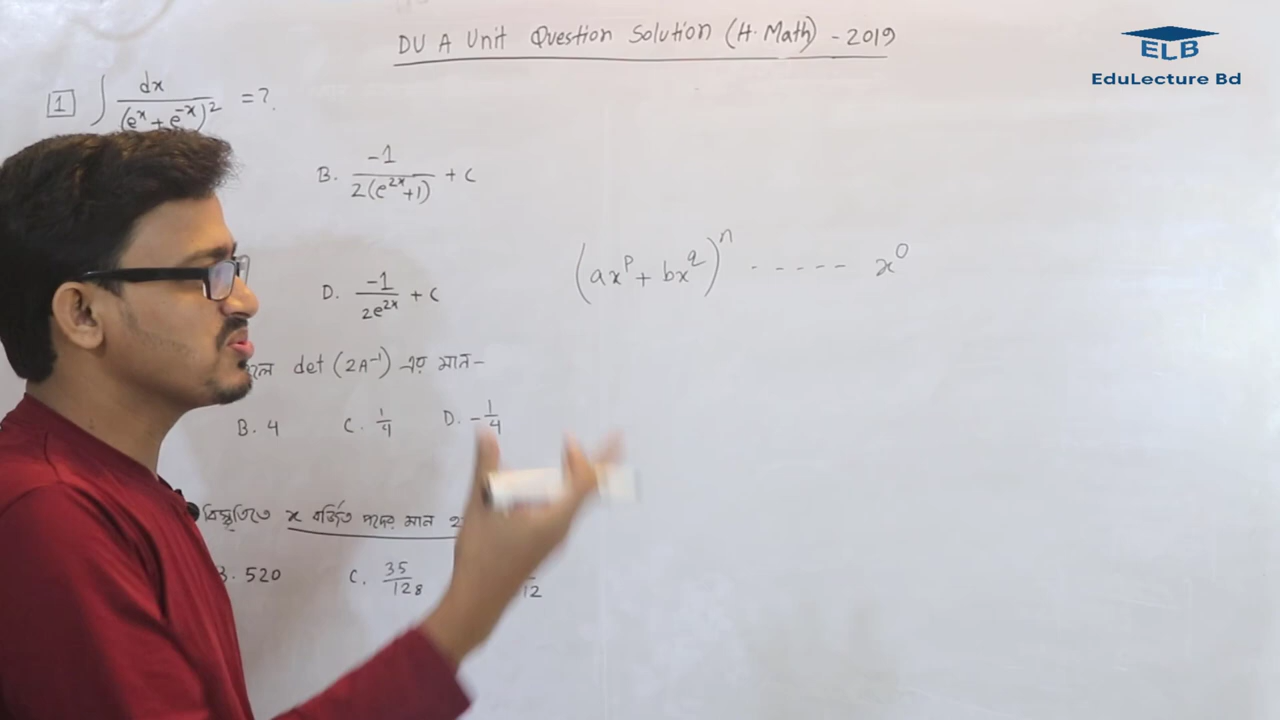 DU A Unit Question Solution (H. Math) - 2019
ELB
EduLecture Bd
1 ∫ dx / (eˣ + e⁻ˣ)² = ?
B. -1 / 2(e²ˣ+1) + c
(axᵖ + bx^q)ⁿ ----- x⁰
D. -1 / 2e²ˣ + c
det (2A⁻¹) এর মান-
B. 4 C. 1/4 D. -1/4
বিস্তৃতিতে x বর্জিত পদের মান
B. 520 C. 35/128 12